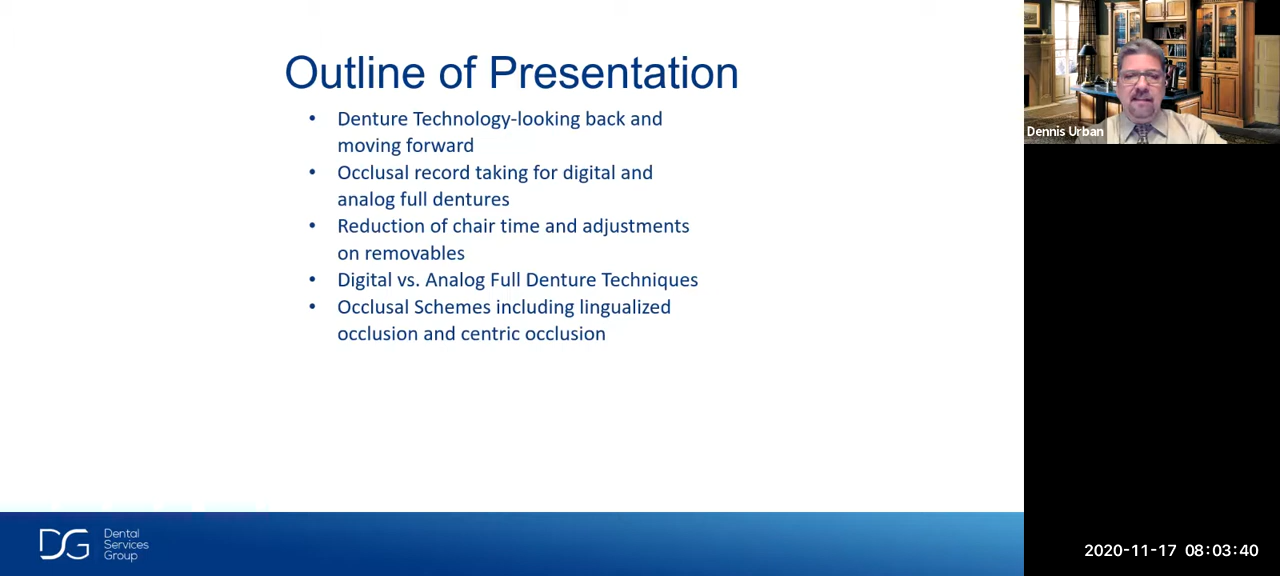 Outline of Presentation
• Denture Technology-looking back and
moving forward
• Occlusal record taking for digital and
analog full dentures
• Reduction of chair time and adjustments
on removables
• Digital vs. Analog Full Denture Techniques
• Occlusal Schemes including lingualized
occlusion and centric occlusion
Dennis Urban
DSG
Dental
Services
Group
2020-11-17 08:03:40